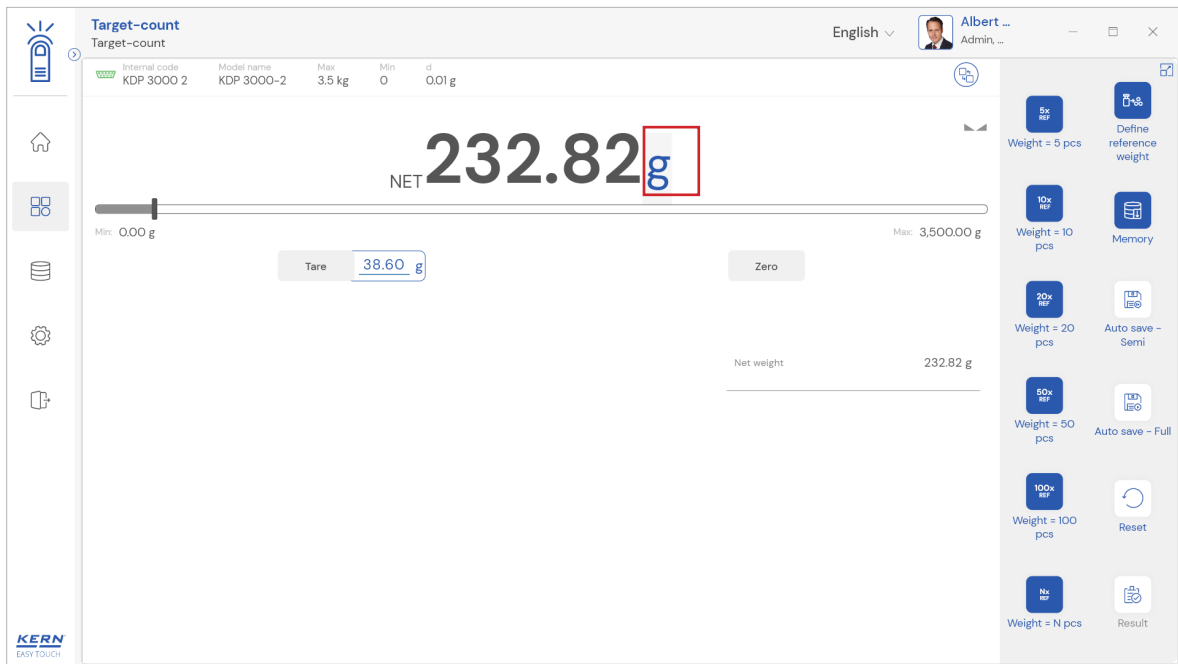 Target-count
Target-count
English
Albert ...
Admin, ...
Internal code
KDP 3000 2
Model name
KDP 3000-2
Max
3.5 kg
Min
0
d
0.01 g
NET 232.82 g
Min: 0.00 g
Max: 3,500.00 g
Tare
38.60 g
Zero
Net weight
232.82 g
5x
REF
Weight = 5 pcs
Define
reference
weight
10x
REF
Weight = 10
pcs
Memory
20x
REF
Weight = 20
pcs
Auto save -
Semi
50x
REF
Weight = 50
pcs
Auto save - Full
100x
REF
Weight = 100
pcs
Reset
Nx
REF
Weight = N pcs
Result
KERN
EASY TOUCH